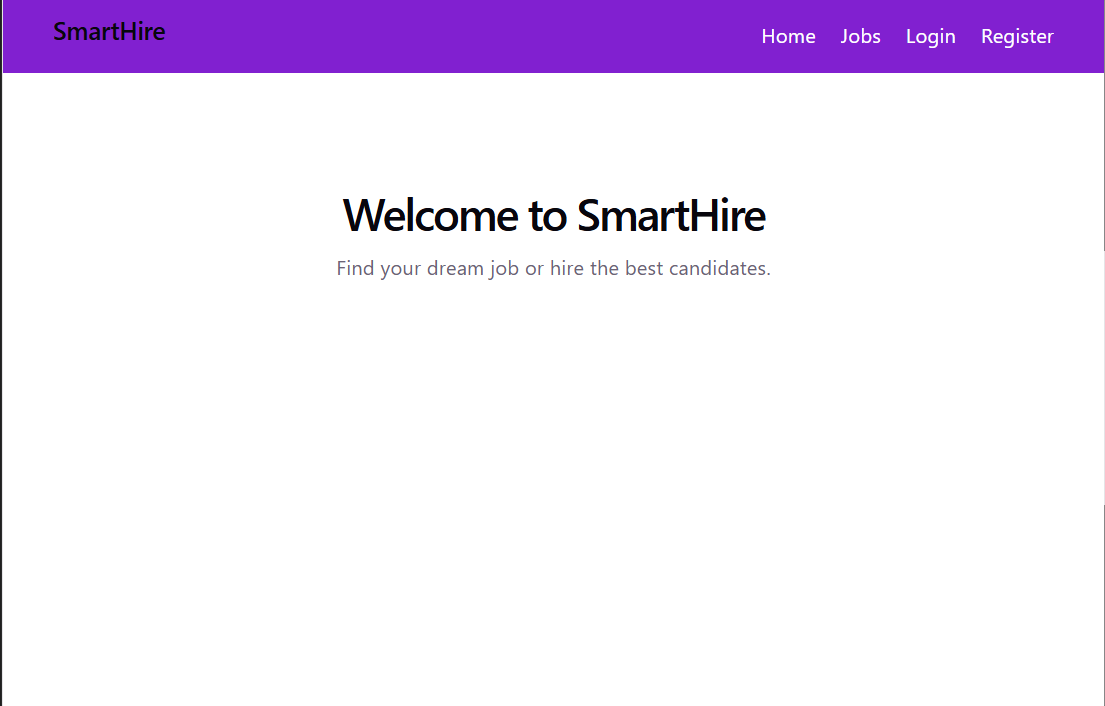 SmartHire
Home Jobs Login Register
Welcome to SmartHire
Find your dream job or hire the best candidates.